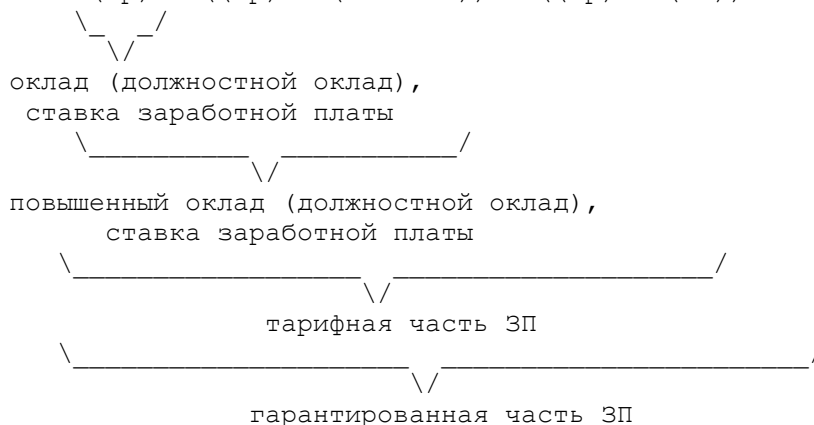 оклад (должностной оклад),
ставка заработной платы
повышенный оклад (должностной оклад),
ставка заработной платы
тарифная часть ЗП
гарантированная часть ЗП